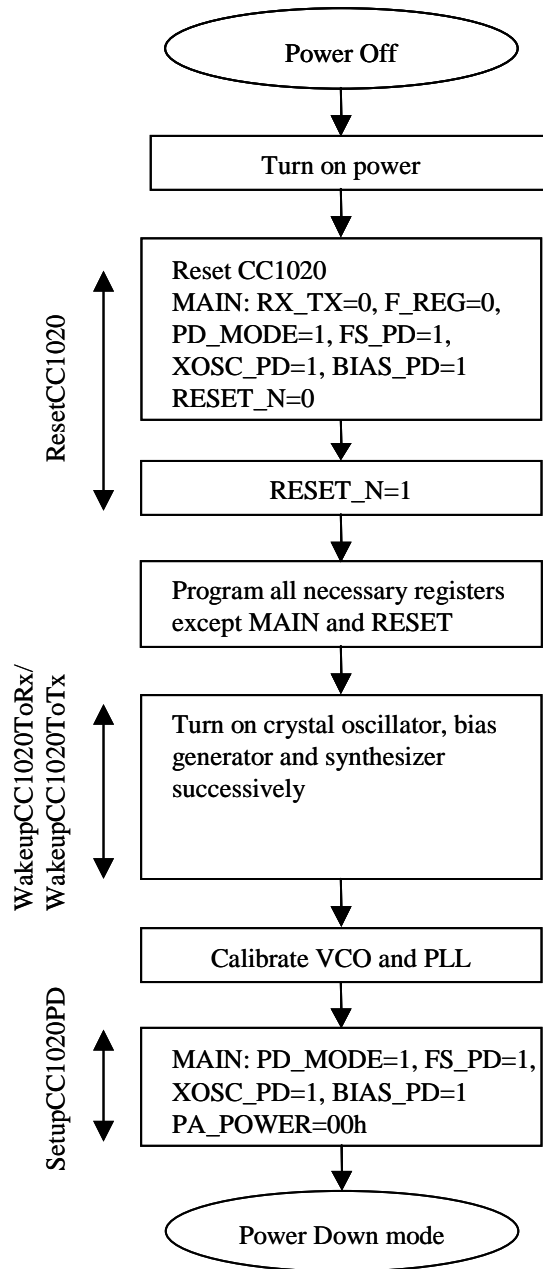 Power Off
Turn on power
ResetCC1020
Reset CC1020
MAIN: RX_TX=0, F_REG=0,
PD_MODE=1, FS_PD=1,
XOSC_PD=1, BIAS_PD=1
RESET_N=0
RESET_N=1
Program all necessary registers
except MAIN and RESET
WakeupCC1020ToRx/
WakeupCC1020ToTx
Turn on crystal oscillator, bias
generator and synthesizer
successively
Calibrate VCO and PLL
SetupCC1020PD
MAIN: PD_MODE=1, FS_PD=1,
XOSC_PD=1, BIAS_PD=1
PA_POWER=00h
Power Down mode